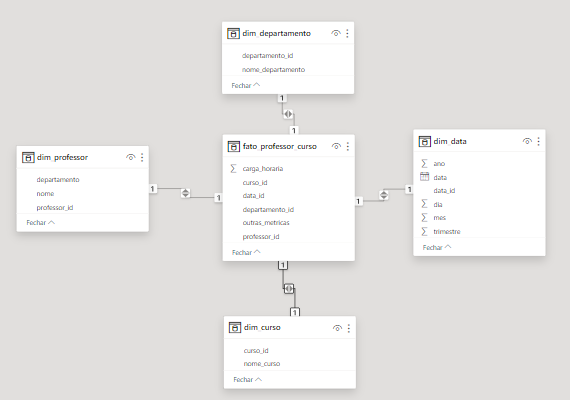 dim_departamento
departamento_id
nome_departamento
Fechar
1
1
fato_professor_curso
carga_horaria
curso_id
data_id
departamento_id
outras_metricas
professor_id
Fechar
dim_professor
departamento
nome
professor_id
Fechar
1
1
dim_data
ano
data
data_id
dia
mes
trimestre
Fechar
1
1
1
1
dim_curso
curso_id
nome_curso
Fechar